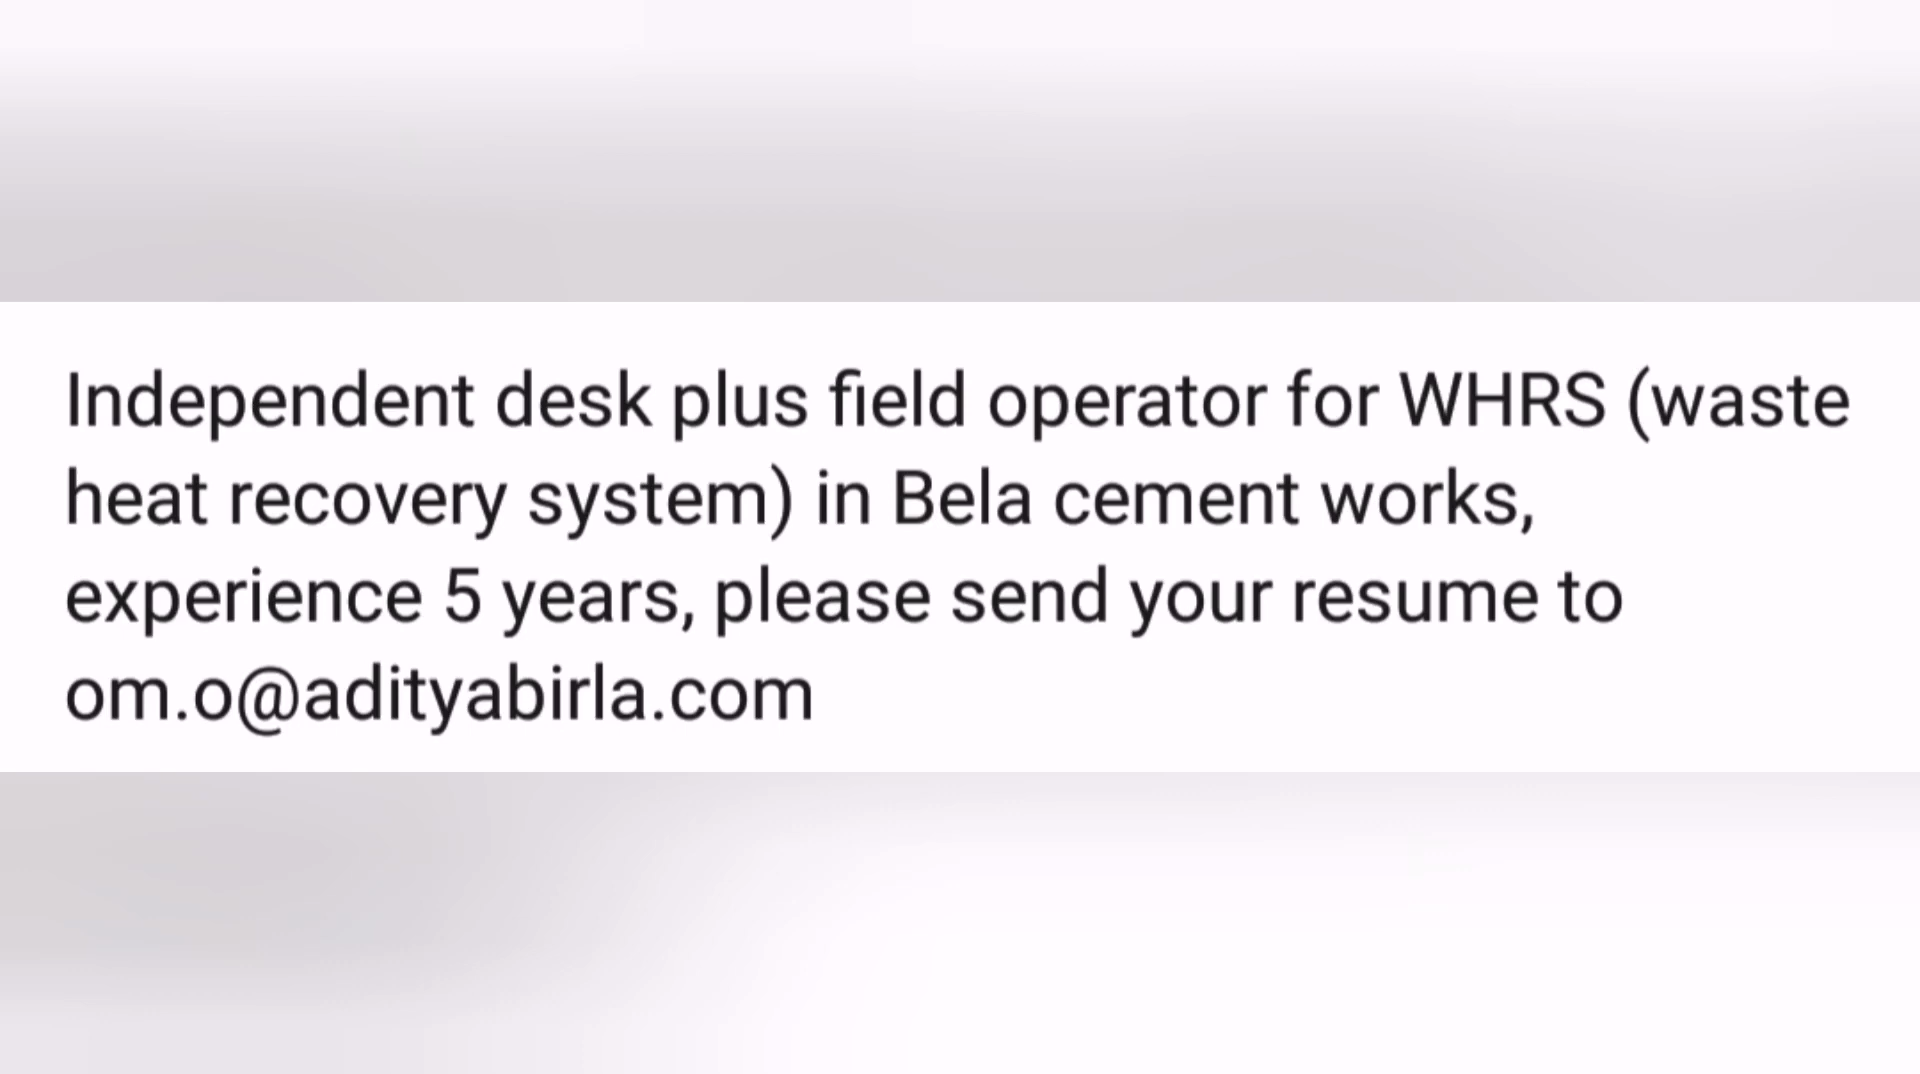 Independent desk plus field operator for WHRS (waste
heat recovery system) in Bela cement works,
experience 5 years, please send your resume to
om.o@adityabirla.com